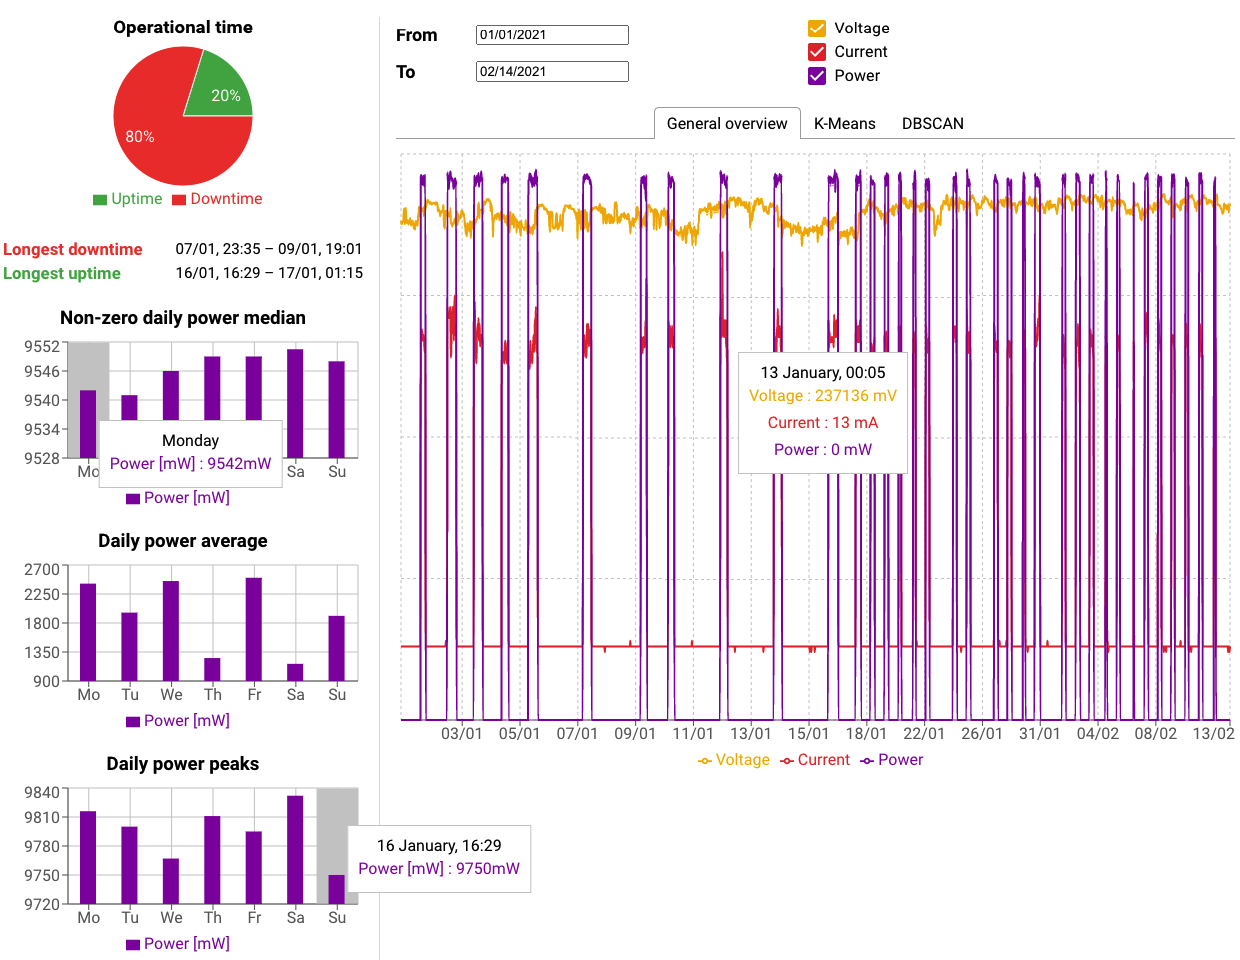 Operational time
20%
80%
Uptime Downtime
Longest downtime 07/01, 23:35 – 09/01, 19:01
Longest uptime 16/01, 16:29 – 17/01, 01:15
Non-zero daily power median
9552
9546
9540
9534
9528
Mo Sa Su
Monday
Power [mW] : 9542mW
Power [mW]
Daily power average
2700
2250
1800
1350
900
Mo Tu We Th Fr Sa Su
Power [mW]
Daily power peaks
9840
9810
9780
9750
9720
Mo Tu We Th Fr Sa Su
16 January, 16:29
Power [mW] : 9750mW
Power [mW]
From 01/01/2021
To 02/14/2021
Voltage
Current
Power
General overview K-Means DBSCAN
13 January, 00:05
Voltage : 237136 mV
Current : 13 mA
Power : 0 mW
03/01 05/01 07/01 09/01 11/01 13/01 15/01 18/01 22/01 26/01 31/01 04/02 08/02 13/02
Voltage Current Power